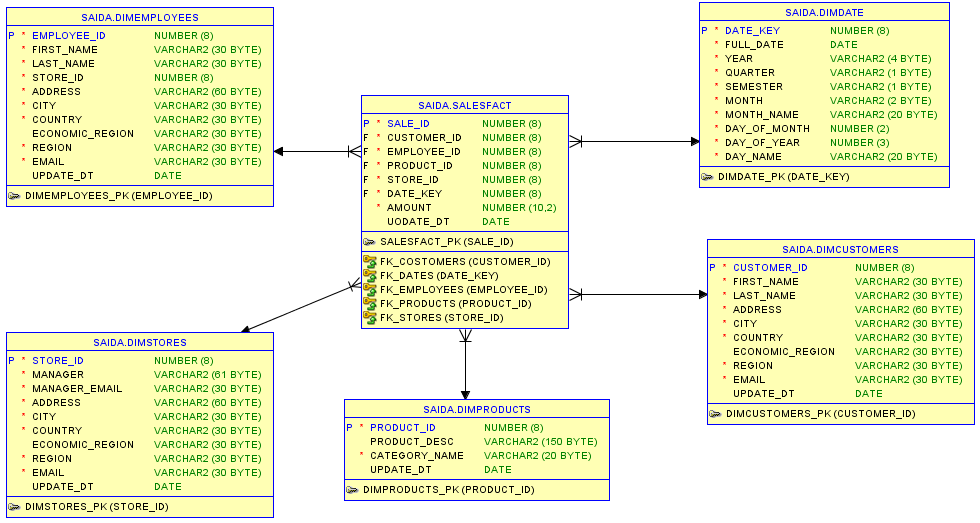 SAIDA.DIMEMPLOYEES
P * EMPLOYEE_ID NUMBER (8)
* FIRST_NAME VARCHAR2 (30 BYTE)
* LAST_NAME VARCHAR2 (30 BYTE)
* STORE_ID NUMBER (8)
* ADDRESS VARCHAR2 (60 BYTE)
* CITY VARCHAR2 (30 BYTE)
* COUNTRY VARCHAR2 (30 BYTE)
ECONOMIC_REGION VARCHAR2 (30 BYTE)
* REGION VARCHAR2 (30 BYTE)
* EMAIL VARCHAR2 (30 BYTE)
UPDATE_DT DATE
DIMEMPLOYEES_PK (EMPLOYEE_ID)
SAIDA.SALESFACT
P * SALE_ID NUMBER (8)
F * CUSTOMER_ID NUMBER (8)
F * EMPLOYEE_ID NUMBER (8)
F * PRODUCT_ID NUMBER (8)
F * STORE_ID NUMBER (8)
F * DATE_KEY NUMBER (8)
* AMOUNT NUMBER (10,2)
UODATE_DT DATE
SALESFACT_PK (SALE_ID)
FK_COSTOMERS (CUSTOMER_ID)
FK_DATES (DATE_KEY)
FK_EMPLOYEES (EMPLOYEE_ID)
FK_PRODUCTS (PRODUCT_ID)
FK_STORES (STORE_ID)
SAIDA.DIMDATE
P * DATE_KEY NUMBER (8)
* FULL_DATE DATE
* YEAR VARCHAR2 (4 BYTE)
* QUARTER VARCHAR2 (1 BYTE)
* SEMESTER VARCHAR2 (1 BYTE)
* MONTH VARCHAR2 (2 BYTE)
* MONTH_NAME VARCHAR2 (20 BYTE)
* DAY_OF_MONTH NUMBER (2)
* DAY_OF_YEAR NUMBER (3)
* DAY_NAME VARCHAR2 (20 BYTE)
DIMDATE_PK (DATE_KEY)
SAIDA.DIMCUSTOMERS
P * CUSTOMER_ID NUMBER (8)
* FIRST_NAME VARCHAR2 (30 BYTE)
* LAST_NAME VARCHAR2 (30 BYTE)
* ADDRESS VARCHAR2 (60 BYTE)
* CITY VARCHAR2 (30 BYTE)
* COUNTRY VARCHAR2 (30 BYTE)
ECONOMIC_REGION VARCHAR2 (30 BYTE)
* REGION VARCHAR2 (30 BYTE)
* EMAIL VARCHAR2 (30 BYTE)
UPDATE_DT DATE
DIMCUSTOMERS_PK (CUSTOMER_ID)
SAIDA.DIMSTORES
P * STORE_ID NUMBER (8)
* MANAGER VARCHAR2 (61 BYTE)
* MANAGER_EMAIL VARCHAR2 (30 BYTE)
* ADDRESS VARCHAR2 (60 BYTE)
* CITY VARCHAR2 (30 BYTE)
* COUNTRY VARCHAR2 (30 BYTE)
ECONOMIC_REGION VARCHAR2 (30 BYTE)
* REGION VARCHAR2 (30 BYTE)
* EMAIL VARCHAR2 (30 BYTE)
UPDATE_DT DATE
DIMSTORES_PK (STORE_ID)
SAIDA.DIMPRODUCTS
P * PRODUCT_ID NUMBER (8)
PRODUCT_DESC VARCHAR2 (150 BYTE)
* CATEGORY_NAME VARCHAR2 (20 BYTE)
UPDATE_DT DATE
DIMPRODUCTS_PK (PRODUCT_ID)